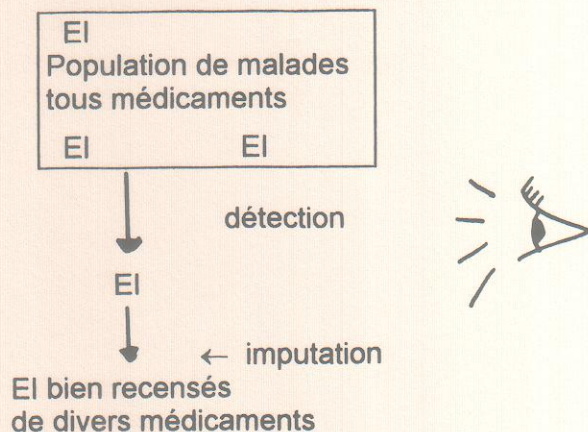 EI
Population de malades
tous médicaments
EI EI
détection
EI
← imputation
EI bien recensés
de divers médicaments